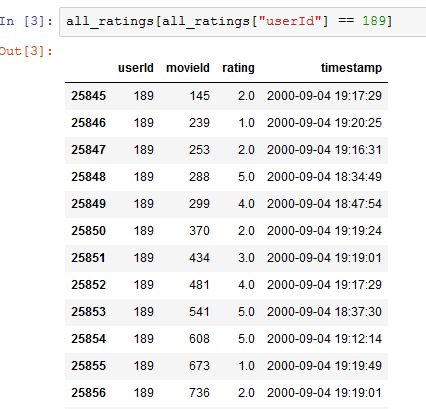 In [3]: all_ratings[all_ratings["userId"] == 189]
Out[3]:
userId movieId rating timestamp
25845 189 145 2.0 2000-09-04 19:17:29
25846 189 239 1.0 2000-09-04 19:20:25
25847 189 253 2.0 2000-09-04 19:16:31
25848 189 288 5.0 2000-09-04 18:34:49
25849 189 299 4.0 2000-09-04 18:47:54
25850 189 370 2.0 2000-09-04 19:19:24
25851 189 434 3.0 2000-09-04 19:19:01
25852 189 481 4.0 2000-09-04 19:17:29
25853 189 541 5.0 2000-09-04 18:37:30
25854 189 608 5.0 2000-09-04 19:12:14
25855 189 673 1.0 2000-09-04 19:19:49
25856 189 736 2.0 2000-09-04 19:19:01